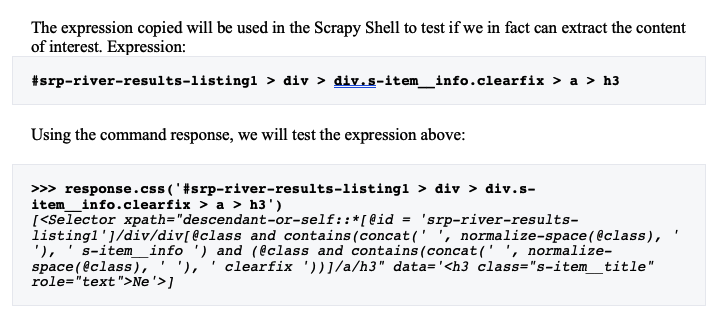 The expression copied will be used in the Scrapy Shell to test if we in fact can extract the content
of interest. Expression:
#srp-river-results-listing1 > div > div.s-item__info.clearfix > a > h3
Using the command response, we will test the expression above:
>>> response.css('#srp-river-results-listing1 > div > div.s-
item__info.clearfix > a > h3')
[<Selector xpath="descendant-or-self::*[@id = 'srp-river-results-
listing1']/div/div[@class and contains(concat(' ', normalize-space(@class), '
'), ' s-item__info ') and (@class and contains(concat(' ', normalize-
space(@class), ' '), ' clearfix '))]/a/h3" data='<h3 class="s-item__title"
role="text">Ne'>]